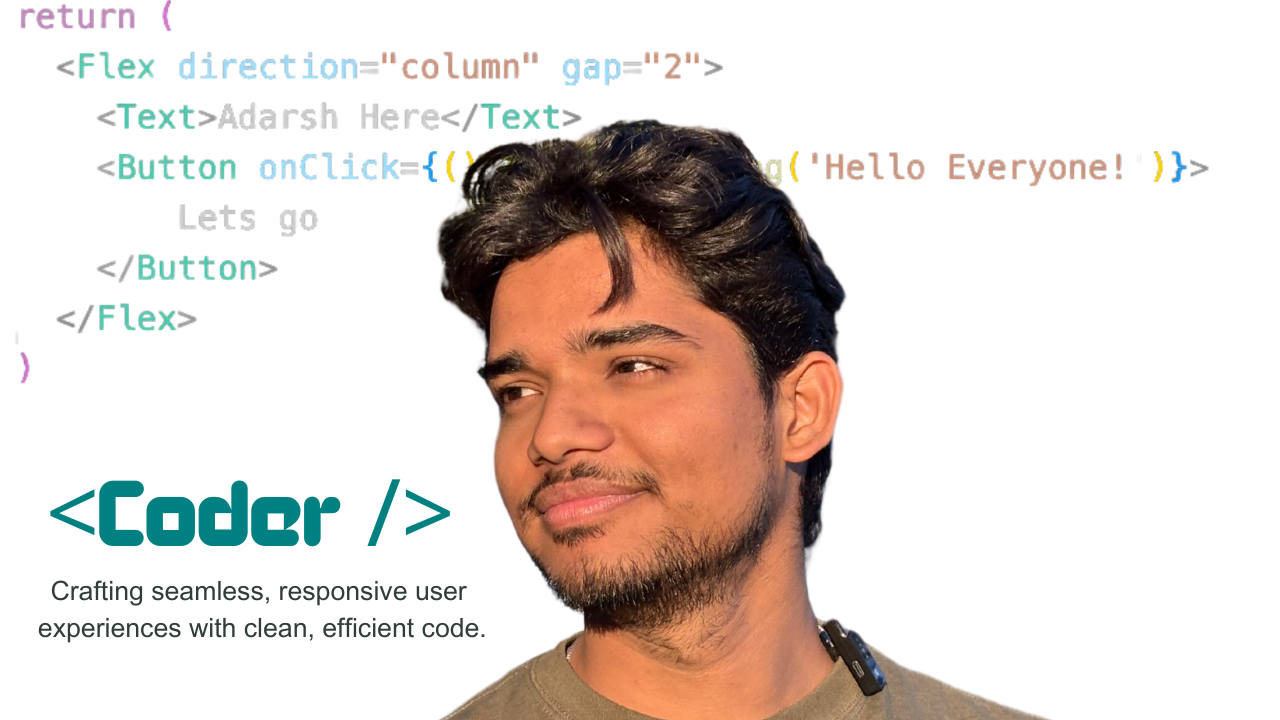 return (
<Flex direction="column" gap="2">
<Text>Adarsh Here</Text>
<Button onClick={() g('Hello Everyone!')}>
Lets go
</Button>
</Flex>
)
<Coder />
Crafting seamless, responsive user
experiences with clean, efficient code.